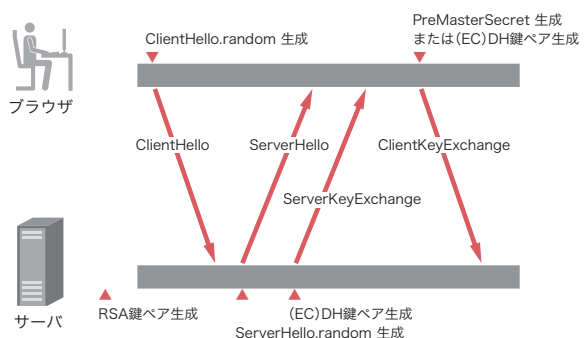 PreMasterSecret 生成
または(EC)DH鍵ペア生成
ClientHello.random 生成
ブラウザ
ClientHello
ServerHello
ClientKeyExchange
ServerKeyExchange
サーバ
RSA鍵ペア生成
(EC)DH鍵ペア生成
ServerHello.random 生成